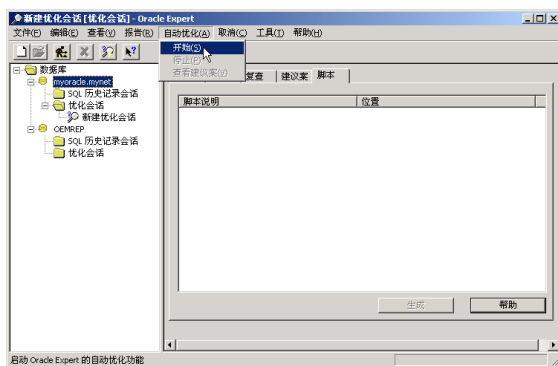 新建优化会话 [优化会话] - Oracle Expert
文件(F) 编辑(E) 查看(V) 报告(R) 自动优化(A) 取消(C) 工具(T) 帮助(H)
开始(S)
停止(P)
查看建议案(V)
数据库
myoracle.mynet
SQL 历史记录会话
优化会话
新建优化会话
OEMREP
SQL 历史记录会话
优化会话
复查 建议案 脚本
脚本说明 位置
生成 帮助
启动 Oracle Expert 的自动优化功能